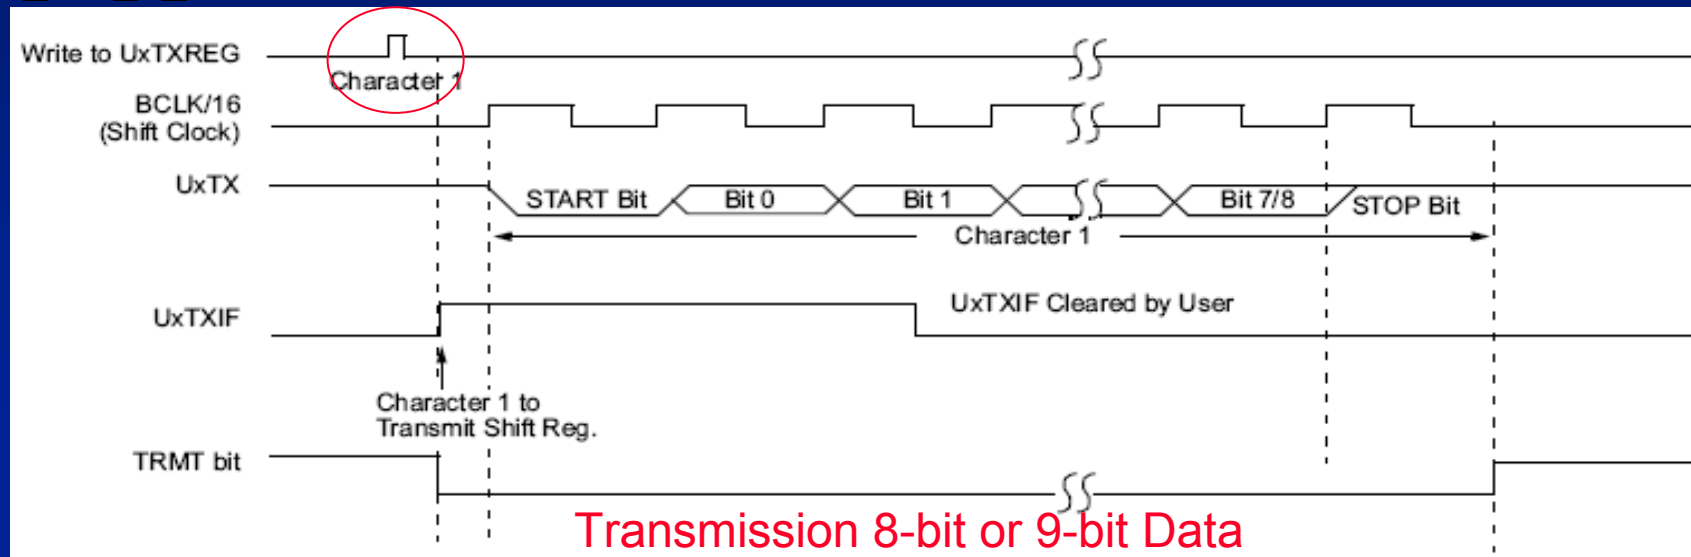 Write to UxTXREG
Character 1
BCLK/16
(Shift Clock)
UxTX
START Bit
Bit 0
Bit 1
Bit 7/8
STOP Bit
Character 1
UxTXIF
UxTXIF Cleared by User
Character 1 to
Transmit Shift Reg.
TRMT bit
Transmission 8-bit or 9-bit Data